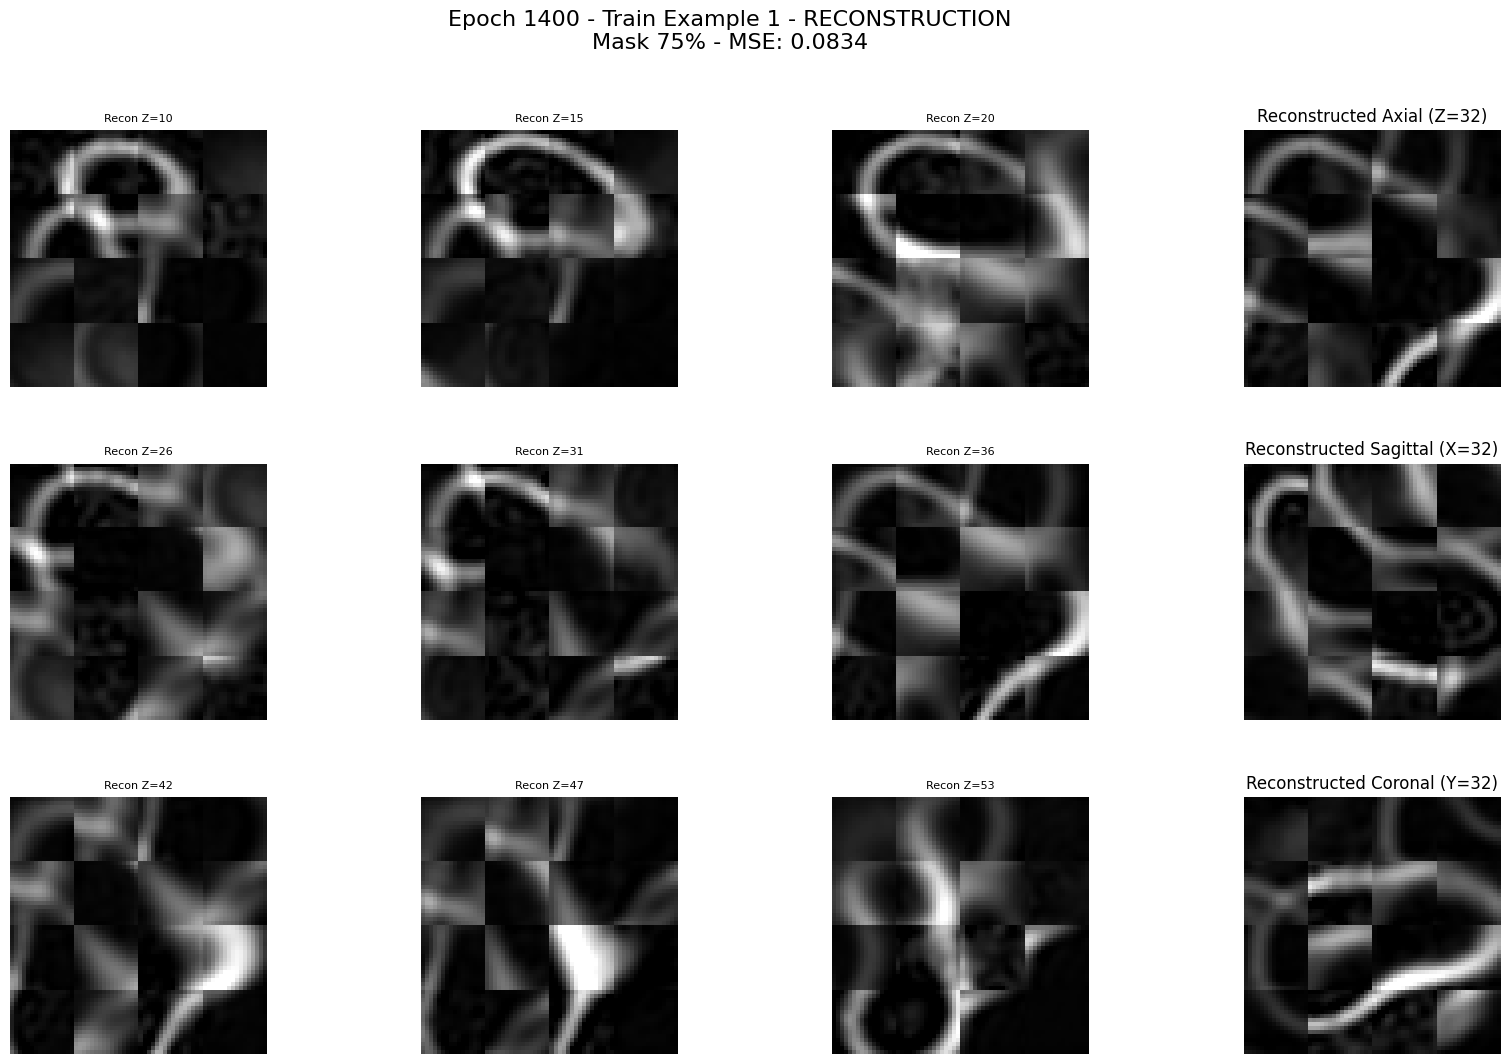 Epoch 1400 - Train Example 1 - RECONSTRUCTION
Mask 75% - MSE: 0.0834
Recon Z=10
Recon Z=15
Recon Z=20
Reconstructed Axial (Z=32)
Recon Z=26
Recon Z=31
Recon Z=36
Reconstructed Sagittal (X=32)
Recon Z=42
Recon Z=47
Recon Z=53
Reconstructed Coronal (Y=32)